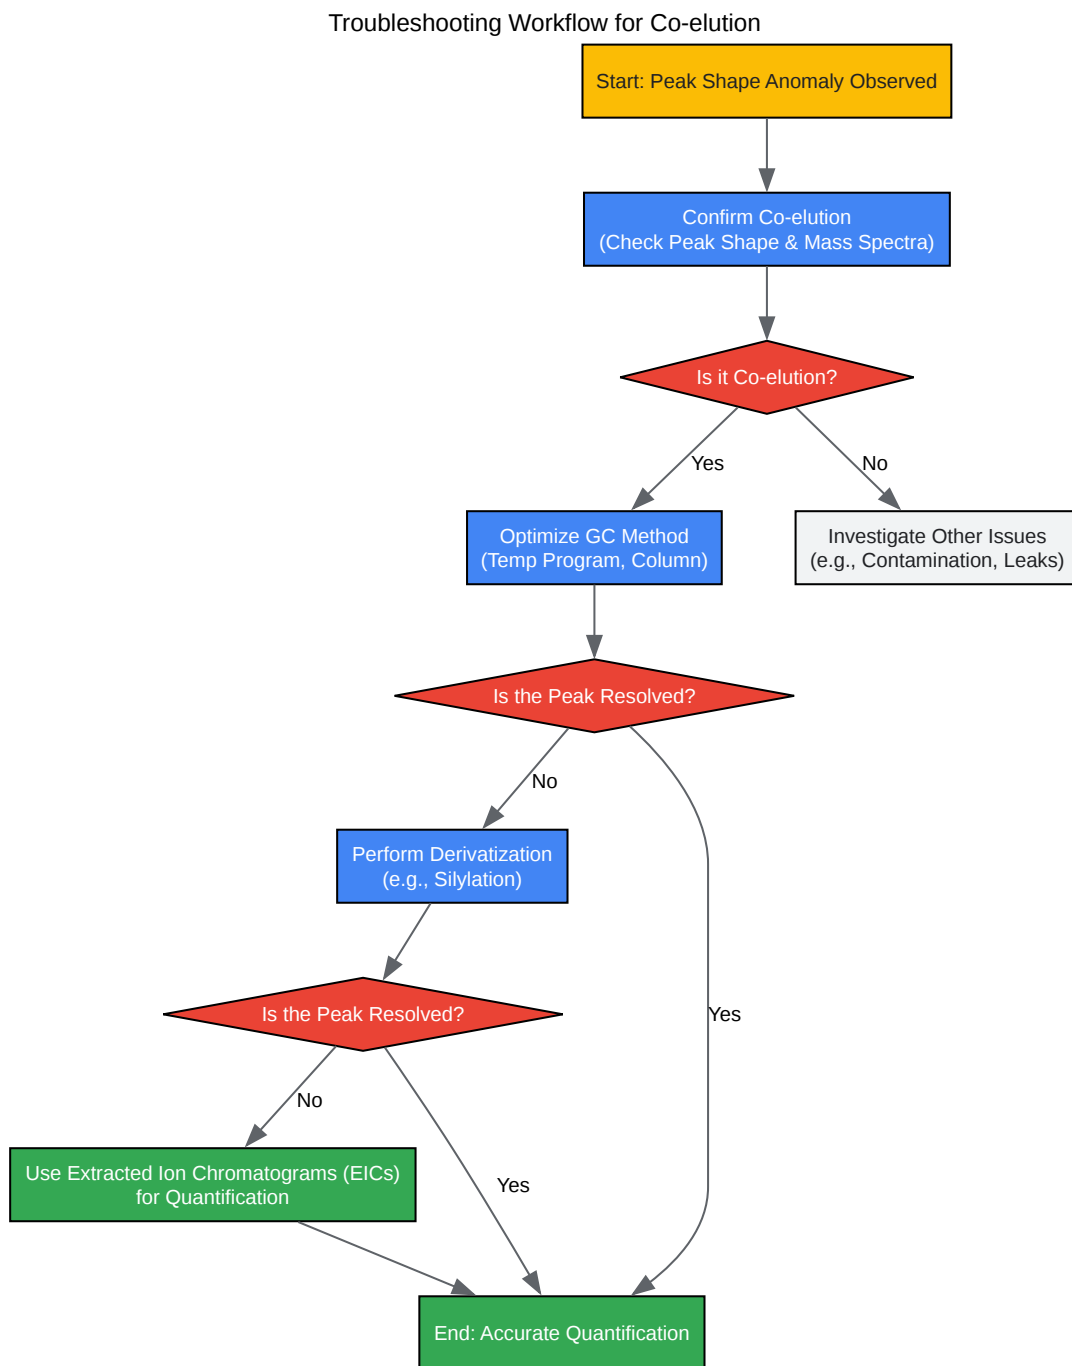 Troubleshooting Workflow for Co-elution
Start: Peak Shape Anomaly Observed
Confirm Co-elution
(Check Peak Shape & Mass Spectra)
Is it Co-elution?
Yes
No
Optimize GC Method
(Temp Program, Column)
Investigate Other Issues
(e.g., Contamination, Leaks)
Is the Peak Resolved?
No
Perform Derivatization
(e.g., Silylation)
Is the Peak Resolved?
Yes
No
Use Extracted Ion Chromatograms (EICs)
for Quantification
Yes
End: Accurate Quantification